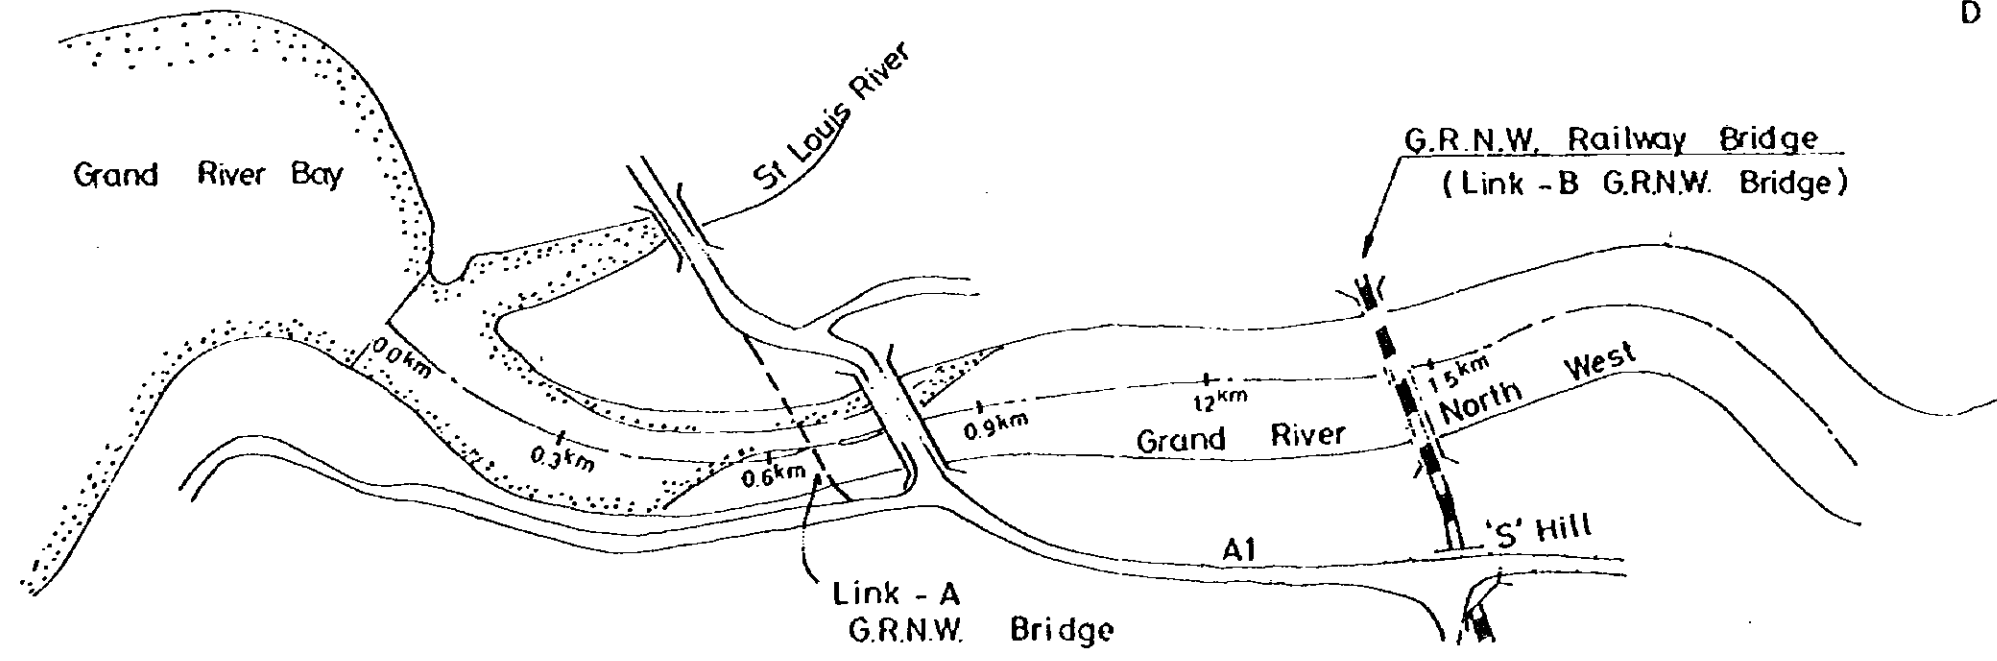 D
St Louis River
G.R.N.W. Railway Bridge
(Link - B G.R.N.W. Bridge)
Grand River Bay
0.0km
0.3km
0.6km
0.9km
1.2km
1.5km
Grand River
North West
'S' Hill
A1
Link - A
G.R.N.W. Bridge